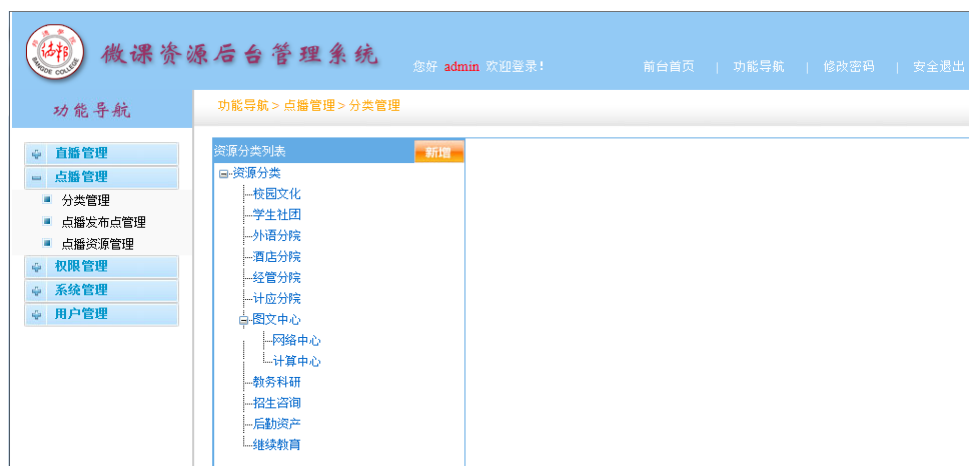 微课资源后台管理系统
您好 admin 欢迎登录! 前台首页 | 功能导航 | 修改密码 | 安全退出
功能导航
功能导航 > 点播管理 > 分类管理
直播管理
点播管理
分类管理
点播发布点管理
点播资源管理
权限管理
系统管理
用户管理
资源分类列表 新增
资源分类
校园文化
学生社团
外语分院
酒店分院
经管分院
计应分院
图文中心
网络中心
计算中心
教务科研
招生咨询
后勤资产
继续教育